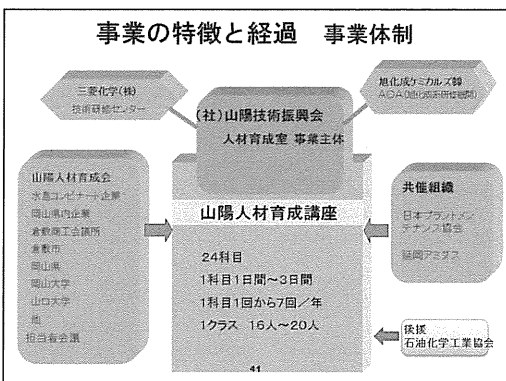 事業の特徴と経過 事業体制
三菱化学(株)
技術研修センター
旭化成ケミカルズ㈱
(社)山陽技術振興会
人材育成室 事業主体
山陽人材育成会
水島コンビナート企業
岡山県内企業
倉敷商工会議所
倉敷市
岡山県
岡山大学
山口大学
他
担当者会議
山陽人材育成講座
24科目
1科目1日間~3日間
1科目1回から7回/年
1クラス 16人~20人
共催組織
日本プラントメン
テナンス協会
延岡アミダス
後援
石油化学工業協会
41